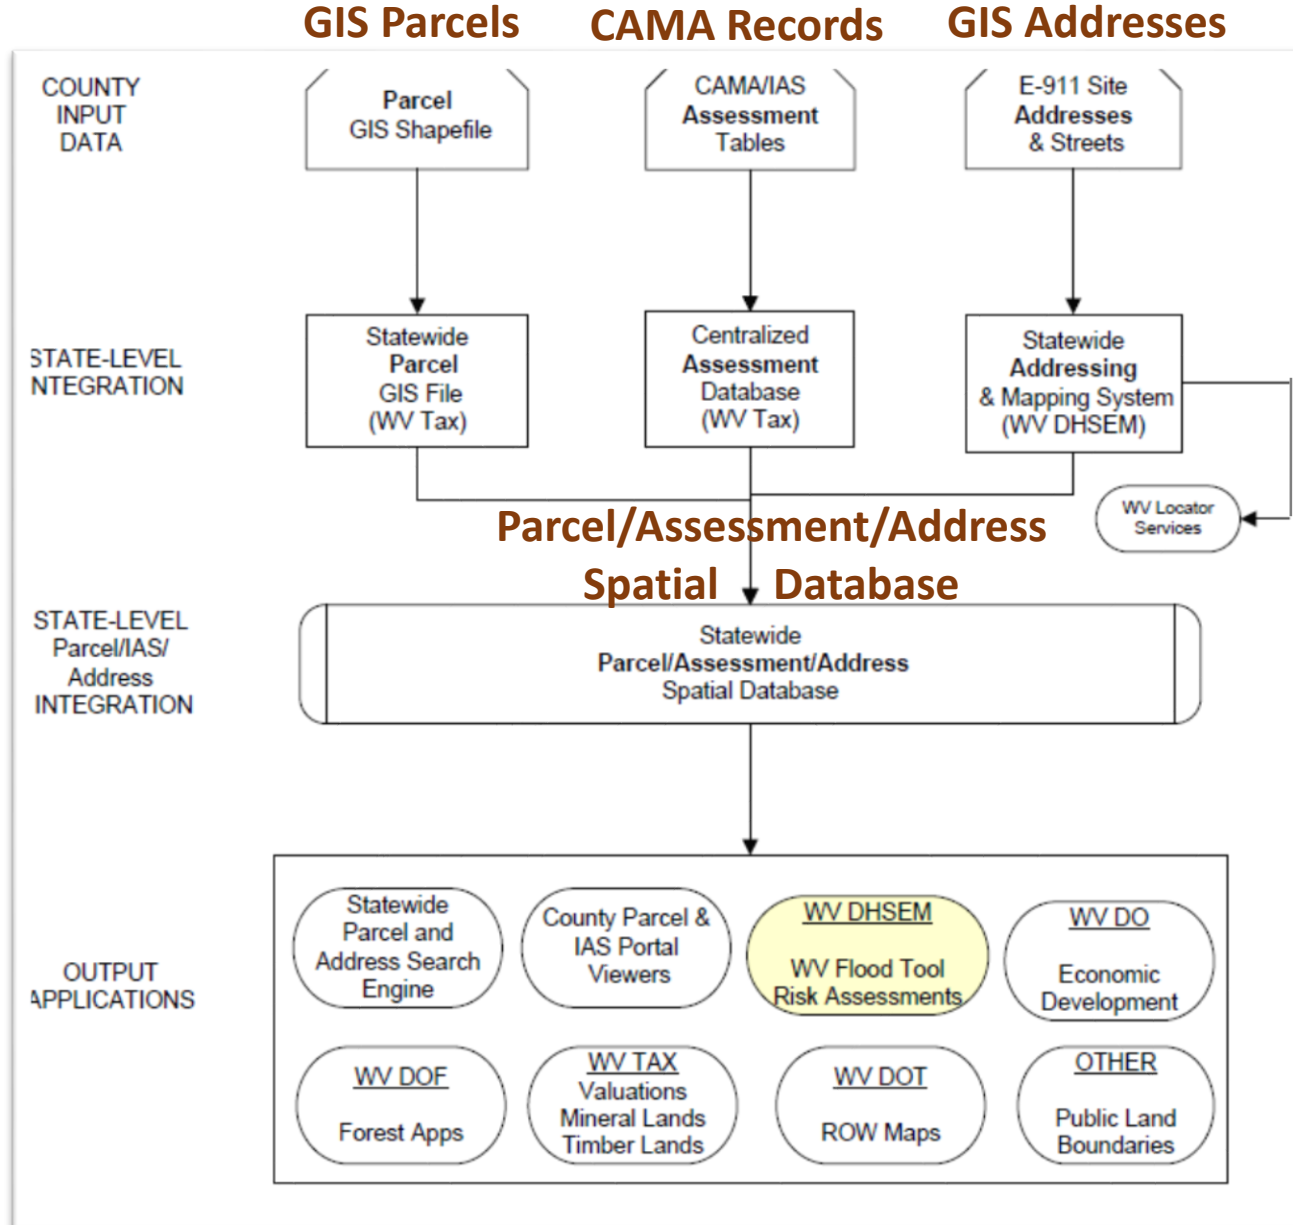 GIS Parcels
CAMA Records
GIS Addresses
COUNTY
INPUT
DATA
Parcel
GIS Shapefile
CAMA/IAS
Assessment
Tables
E-911 Site
Addresses
& Streets
STATE-LEVEL
INTEGRATION
Statewide
Parcel
GIS File
(WV Tax)
Centralized
Assessment
Database
(WV Tax)
Statewide
Addressing
& Mapping System
(WV DHSEM)
WV Locator
Services
Parcel/Assessment/Address
Spatial Database
STATE-LEVEL
Parcel/IAS/
Address
INTEGRATION
Statewide
Parcel/Assessment/Address
Spatial Database
OUTPUT
APPLICATIONS
Statewide
Parcel and
Address Search
Engine
County Parcel &
IAS Portal
Viewers
WV DHSEM
WV Flood Tool
Risk Assessments
WV DO
Economic
Development
WV DOF
Forest Apps
WV TAX
Valuations
Mineral Lands
Timber Lands
WV DOT
ROW Maps
OTHER
Public Land
Boundaries